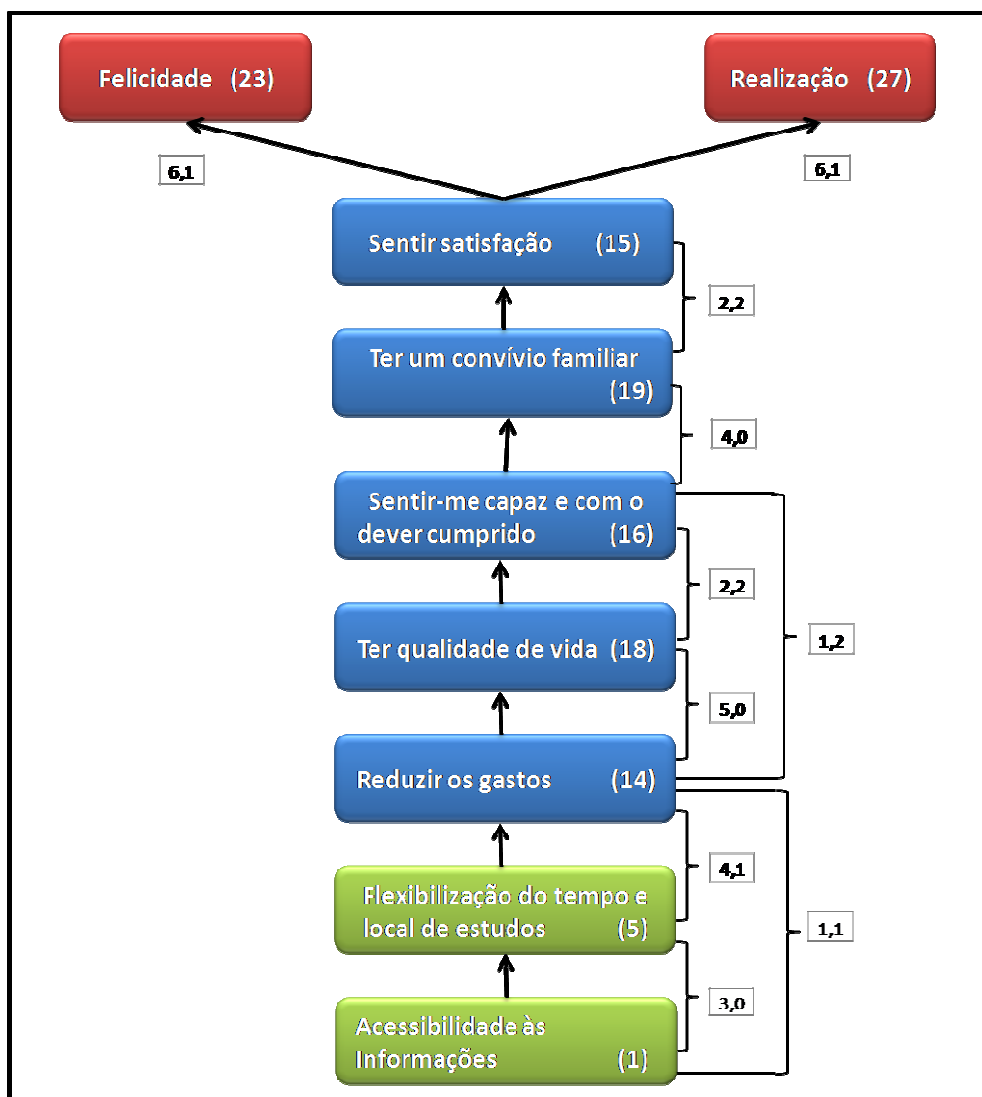 Felicidade (23)
Realização (27)
6,1
6,1
Sentir satisfação (15)
2,2
Ter um convívio familiar
(19)
4,0
Sentir-me capaz e com o
dever cumprido (16)
2,2
1,2
Ter qualidade de vida (18)
5,0
Reduzir os gastos (14)
4,1
Flexibilização do tempo e
local de estudos (5)
1,1
3,0
Acessibilidade às
Informações (1)